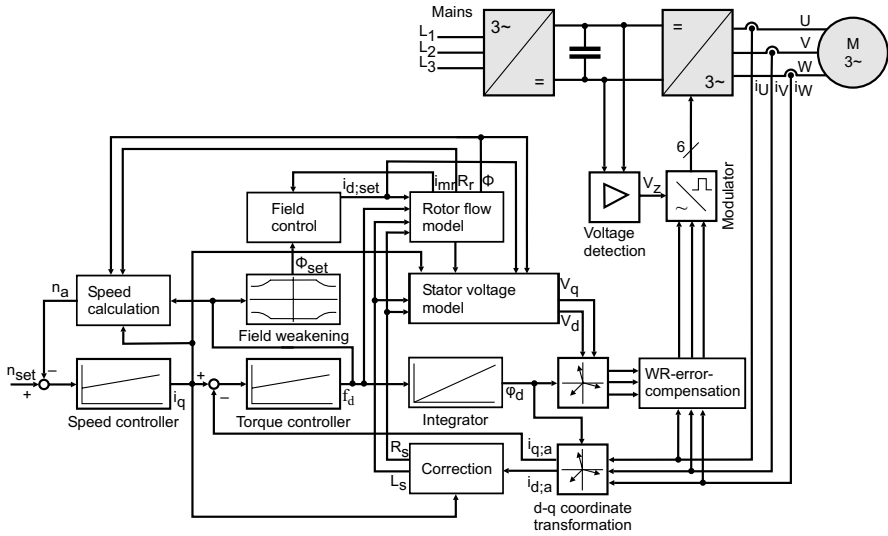 Mains
L1
L2
L3
3~
=
=
3~
U
V
W
M
3~
iU
iV
iW
6
Vz
~
Modulator
Voltage
detection
id;set
imr
Rr
Φ
Field
control
Rotor flow
model
Φset
na
Speed
calculation
Field weakening
Stator voltage
model
Vq
Vd
nset
−
+
Speed controller
iq
+
−
Torque controller
fd
Integrator
φd
WR-error-
compensation
Rs
Ls
Correction
iq;a
id;a
d-q coordinate
transformation